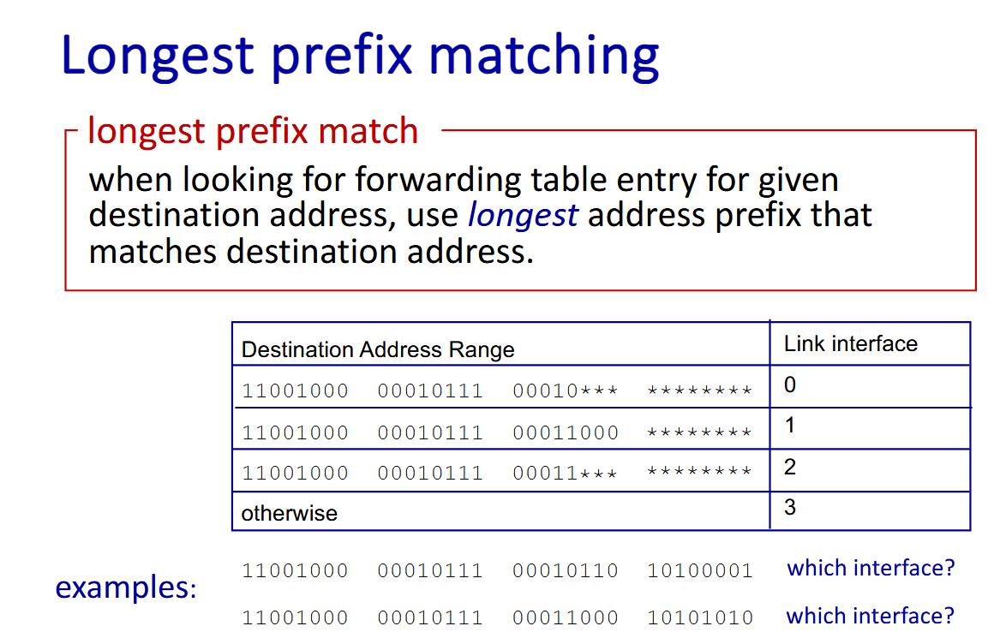 Longest prefix matching
longest prefix match
when looking for forwarding table entry for given
destination address, use longest address prefix that
matches destination address.
Destination Address Range Link interface
11001000 00010111 00010*** ******** 0
11001000 00010111 00011000 ******** 1
11001000 00010111 00011*** ******** 2
otherwise 3
examples:
11001000 00010111 00010110 10100001 which interface?
11001000 00010111 00011000 10101010 which interface?